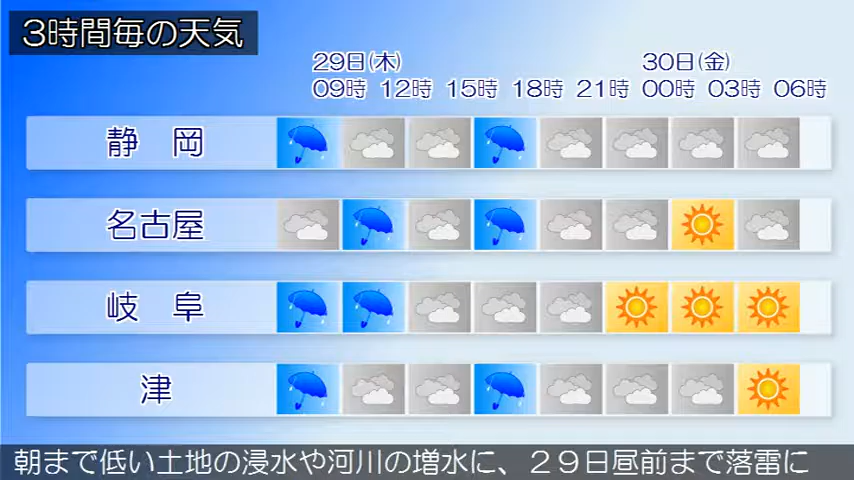 3時間毎の天気
29日(木) 30日(金)
09時 12時 15時 18時 21時 00時 03時 06時
静 岡
名古屋
岐 阜
津
朝まで低い土地の浸水や河川の増水に、29日昼前まで落雷に